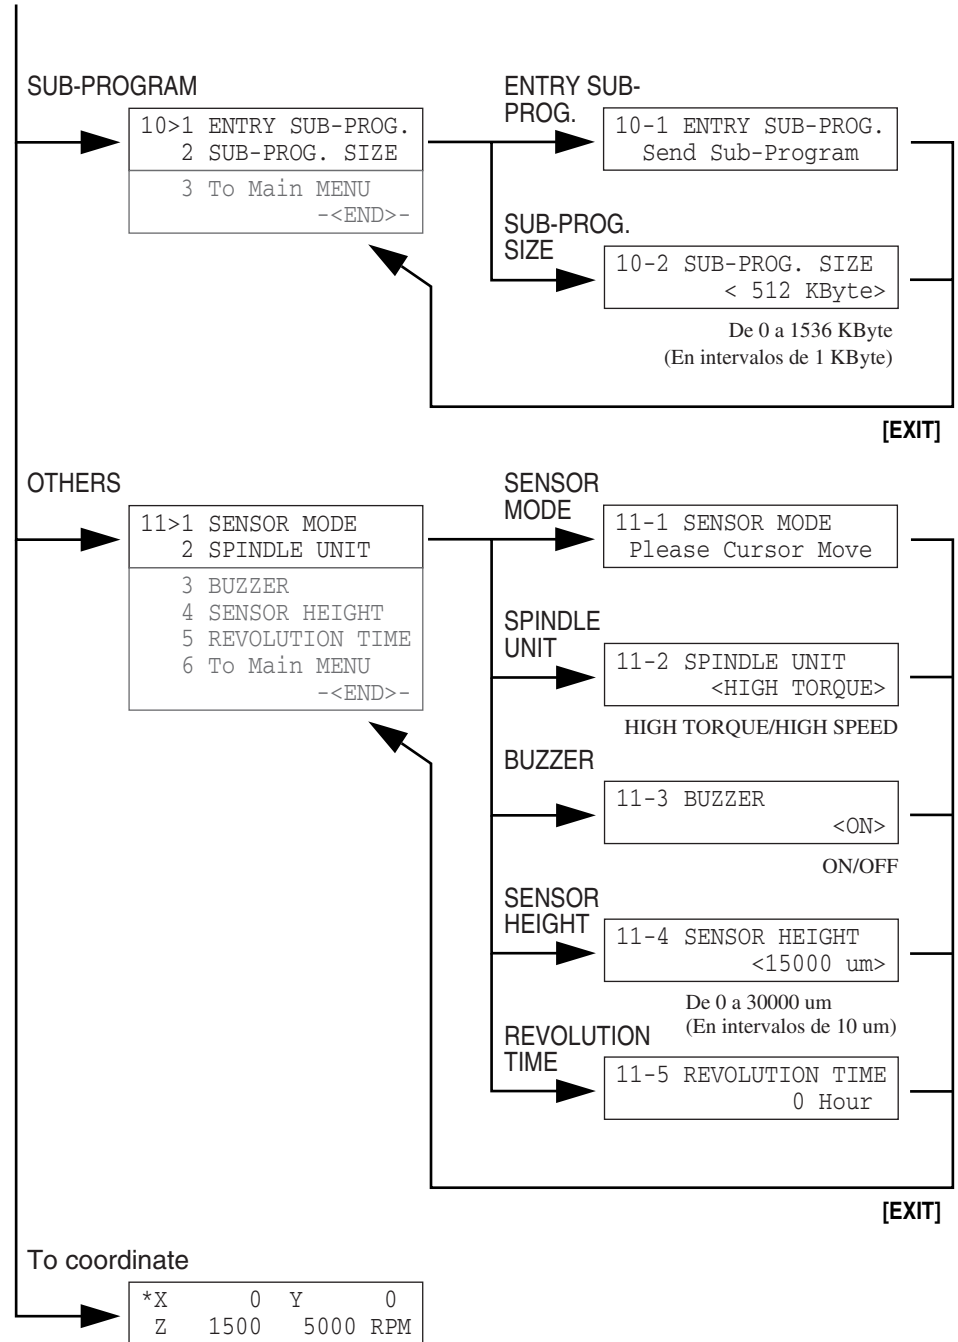 SUB-PROGRAM
10>1 ENTRY SUB-PROG.
2 SUB-PROG. SIZE
3 To Main MENU
-<END>-
ENTRY SUB-
PROG.
10-1 ENTRY SUB-PROG.
Send Sub-Program
SUB-PROG.
SIZE
10-2 SUB-PROG. SIZE
< 512 KByte>
De 0 a 1536 KByte
(En intervalos de 1 KByte)
[EXIT]
OTHERS
11>1 SENSOR MODE
2 SPINDLE UNIT
3 BUZZER
4 SENSOR HEIGHT
5 REVOLUTION TIME
6 To Main MENU
-<END>-
SENSOR
MODE
11-1 SENSOR MODE
Please Cursor Move
SPINDLE
UNIT
11-2 SPINDLE UNIT
<HIGH TORQUE>
HIGH TORQUE/HIGH SPEED
BUZZER
11-3 BUZZER
<ON>
ON/OFF
SENSOR
HEIGHT
11-4 SENSOR HEIGHT
<15000 um>
De 0 a 30000 um
(En intervalos de 10 um)
REVOLUTION
TIME
11-5 REVOLUTION TIME
0 Hour
[EXIT]
To coordinate
*X 0 Y 0
Z 1500 5000 RPM